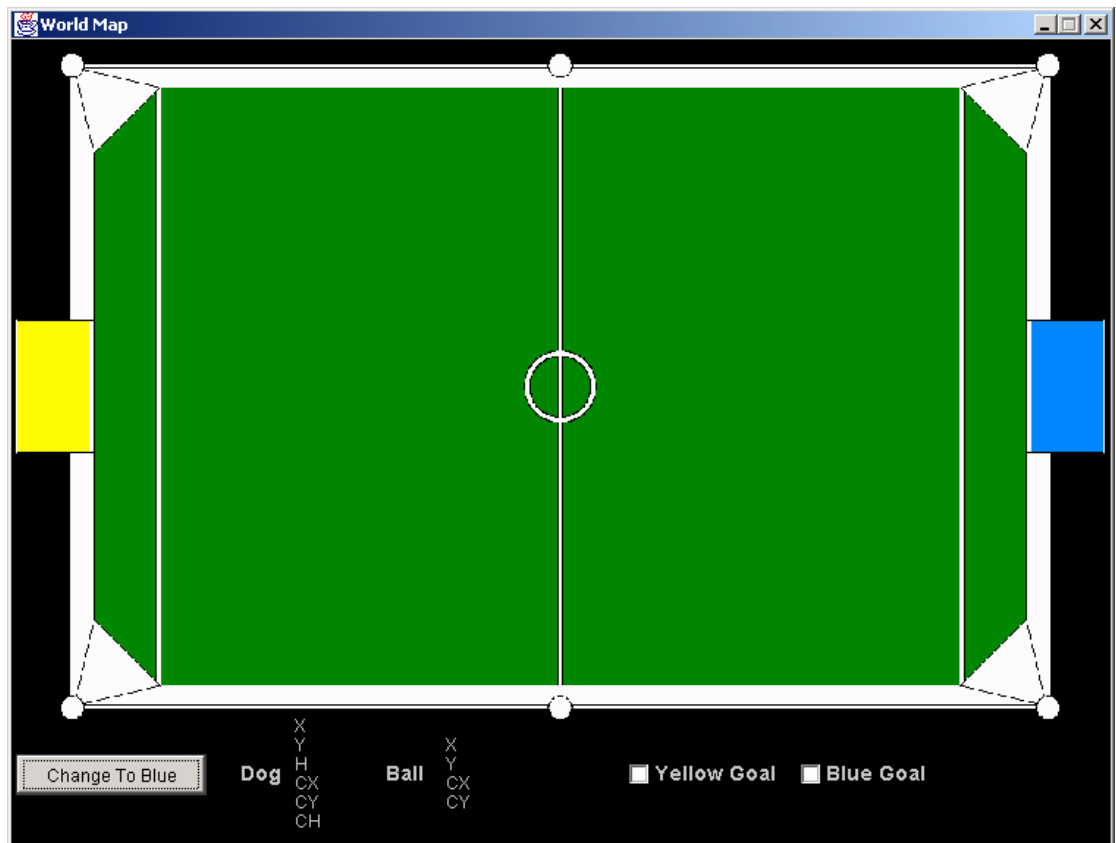 World Map
Change To Blue
Dog
X
Y
H
CX
CY
CH
Ball
X
Y
CX
CY
Yellow Goal
Blue Goal